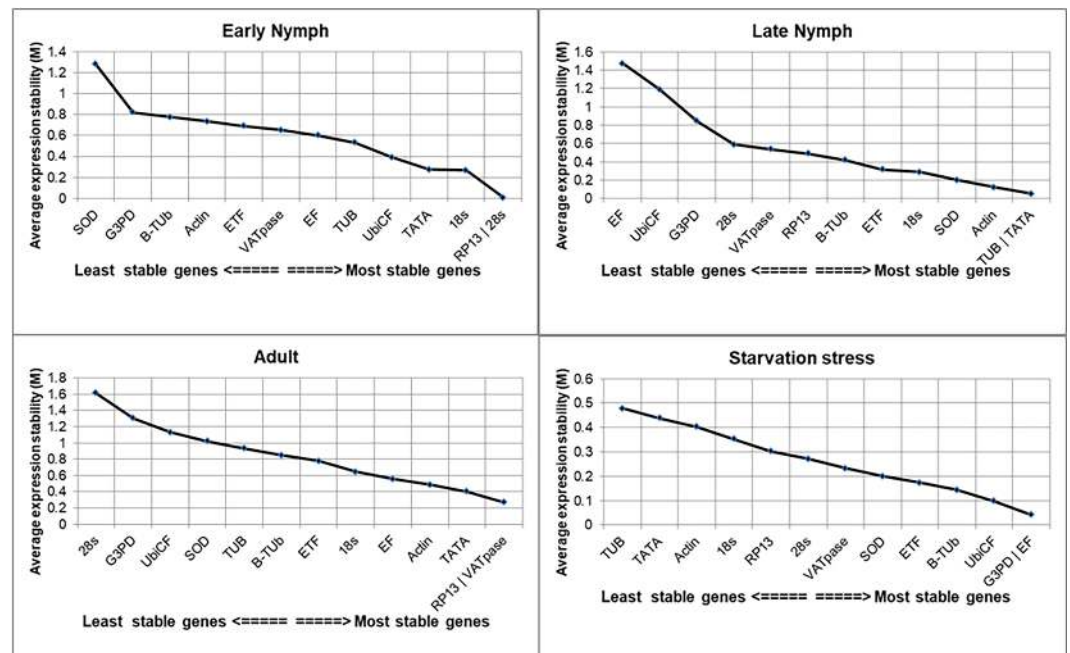 Early Nymph
Average expression stability (M)
1.4
1.2
1
0.8
0.6
0.4
0.2
0
SOD
G3PD
B-TUb
Actin
ETF
VATpase
EF
TUB
UbiCF
TATA
18s
RP13 | 28s
Least stable genes <===== =====> Most stable genes
Late Nymph
Average expression stability (M)
1.6
1.4
1.2
1
0.8
0.6
0.4
0.2
0
EF
UbiCF
G3PD
28s
VATpase
RP13
B-TUb
ETF
18s
SOD
Actin
TUB | TATA
Least stable genes <===== =====> Most stable genes
Adult
Average expression stability (M)
1.8
1.6
1.4
1.2
1
0.8
0.6
0.4
0.2
0
28s
G3PD
UbiCF
SOD
TUB
B-TUb
ETF
18s
EF
Actin
TATA
RP13 | VATpase
Least stable genes <===== =====> Most stable genes
Starvation stress
Average expression stability (M)
0.6
0.5
0.4
0.3
0.2
0.1
0
TUB
TATA
Actin
18s
RP13
28s
VATpase
SOD
ETF
B-TUb
UbiCF
G3PD | EF
Least stable genes <===== =====> Most stable genes